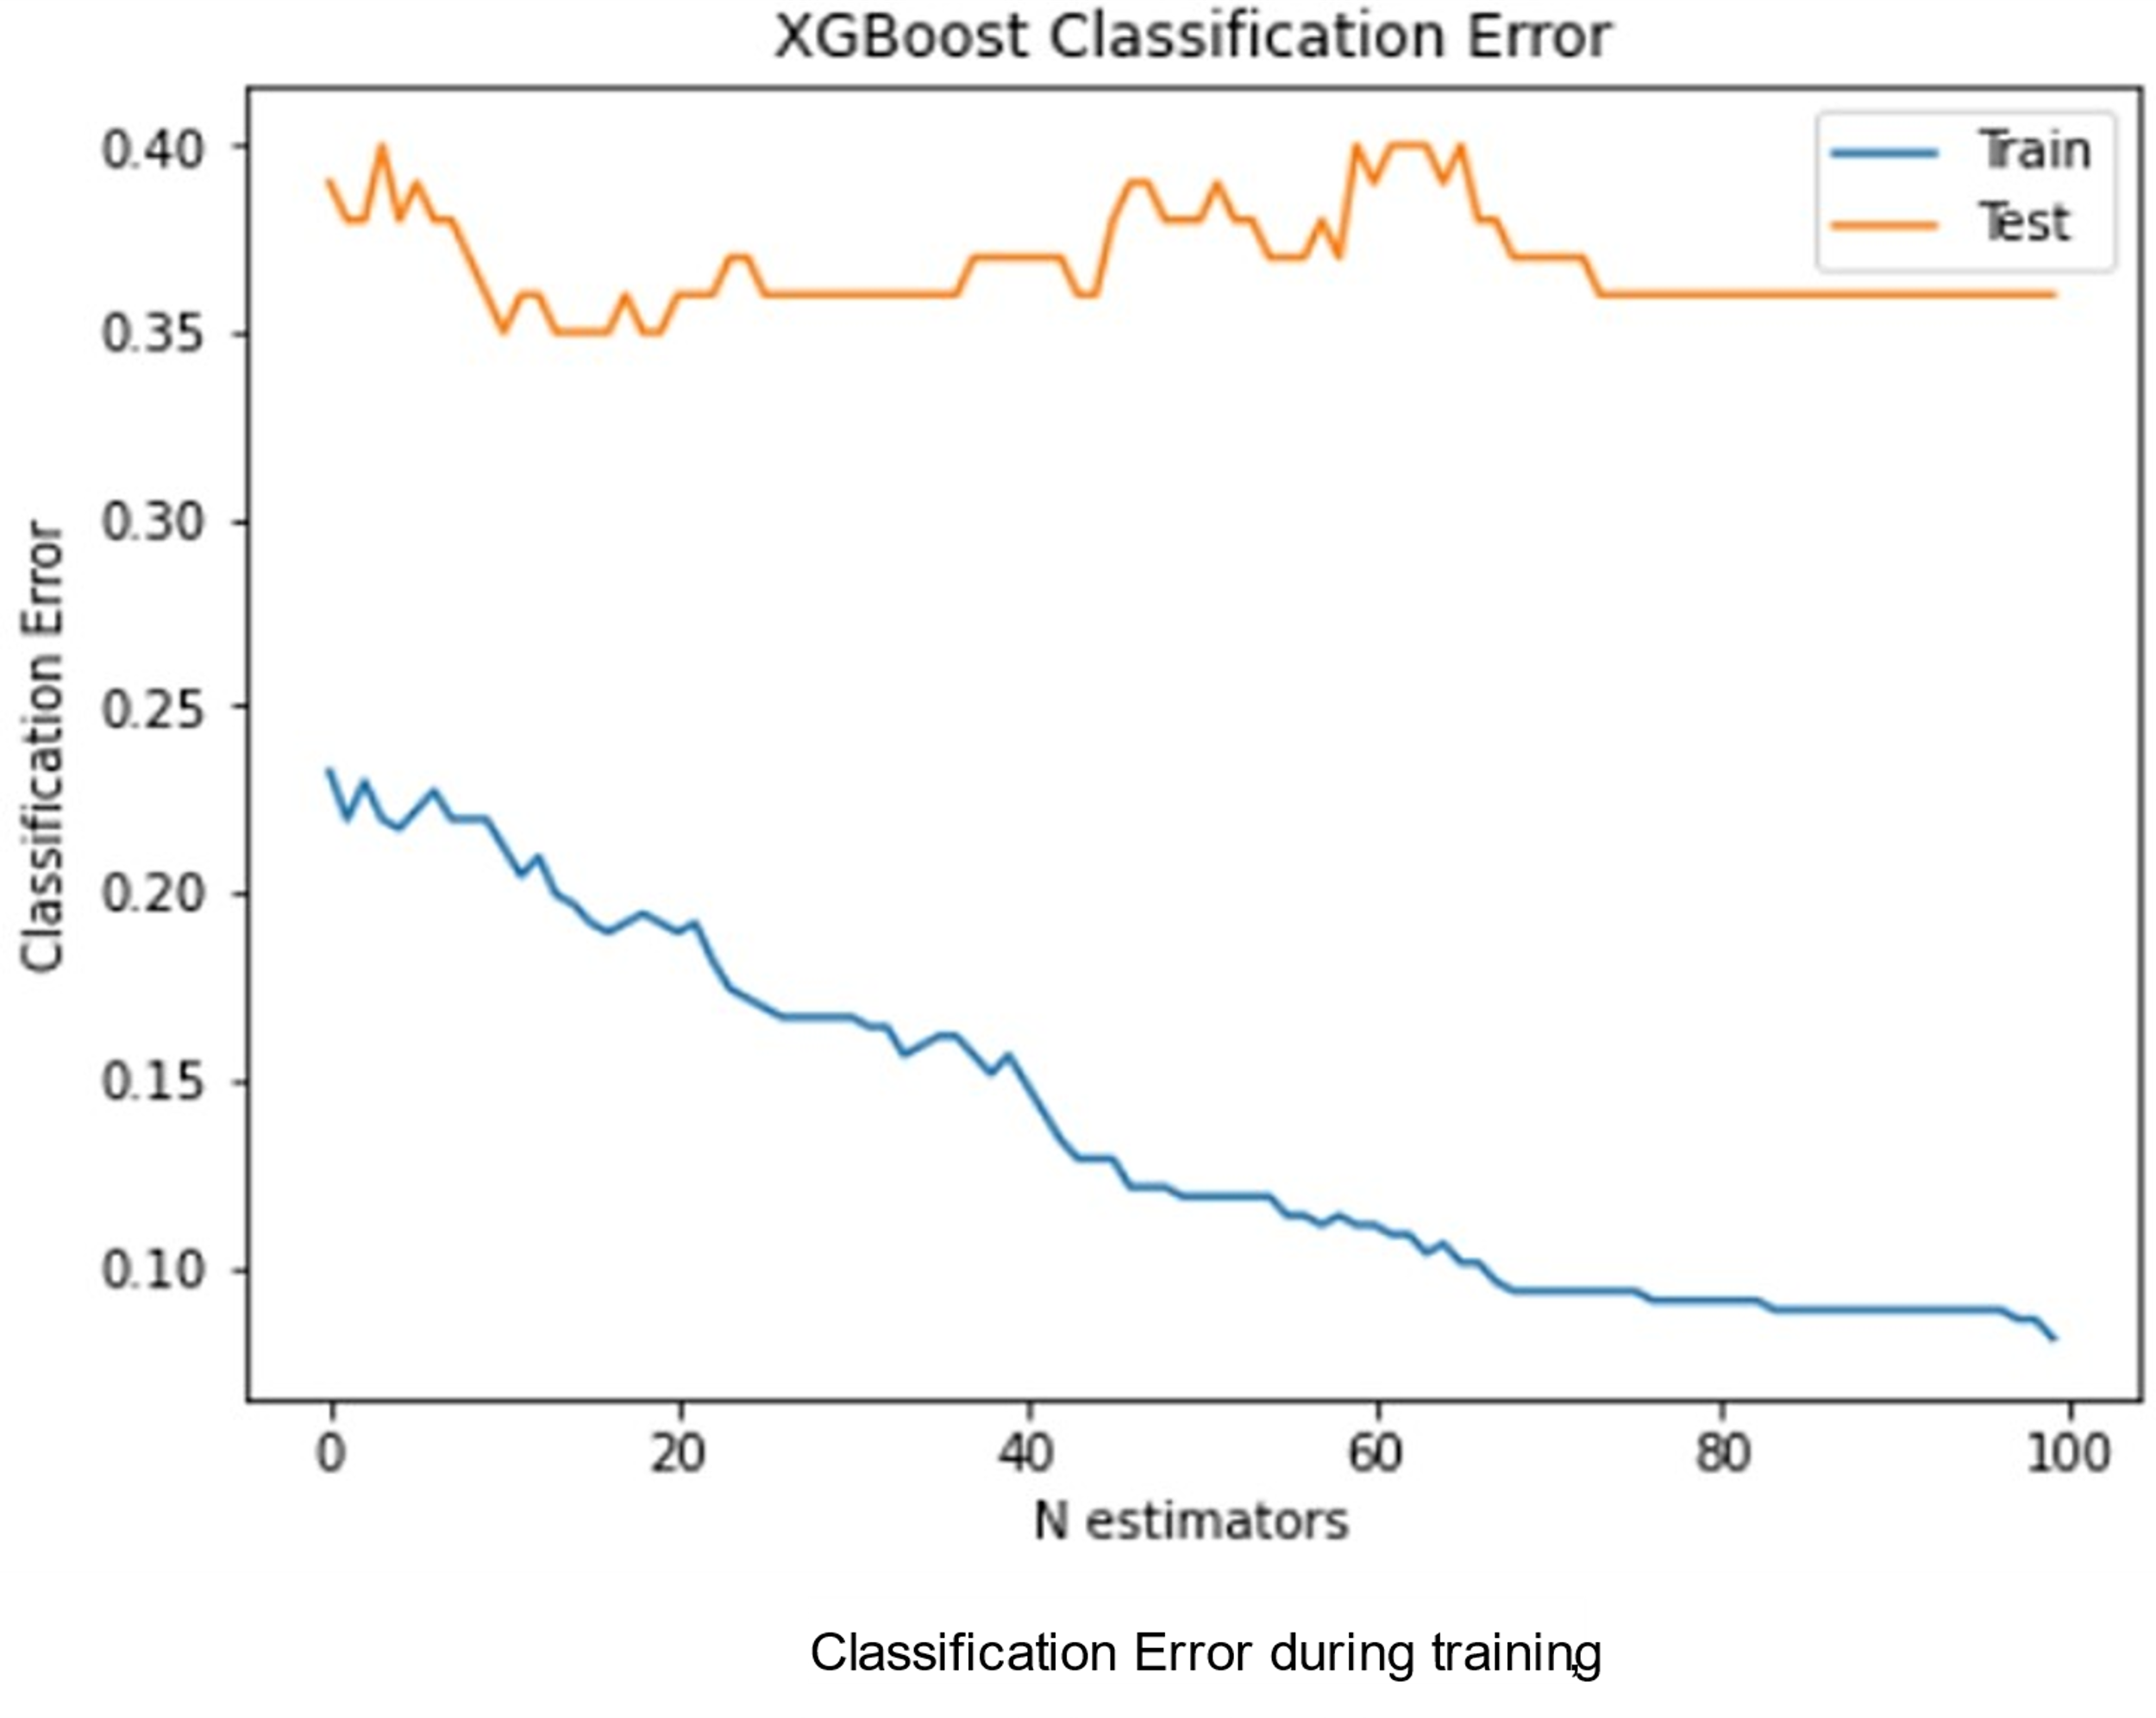 XGBoost Classification Error
Train
Test
Classification Error
0.40
0.35
0.30
0.25
0.20
0.15
0.10
0 20 40 60 80 100
N estimators
Classification Error during training,